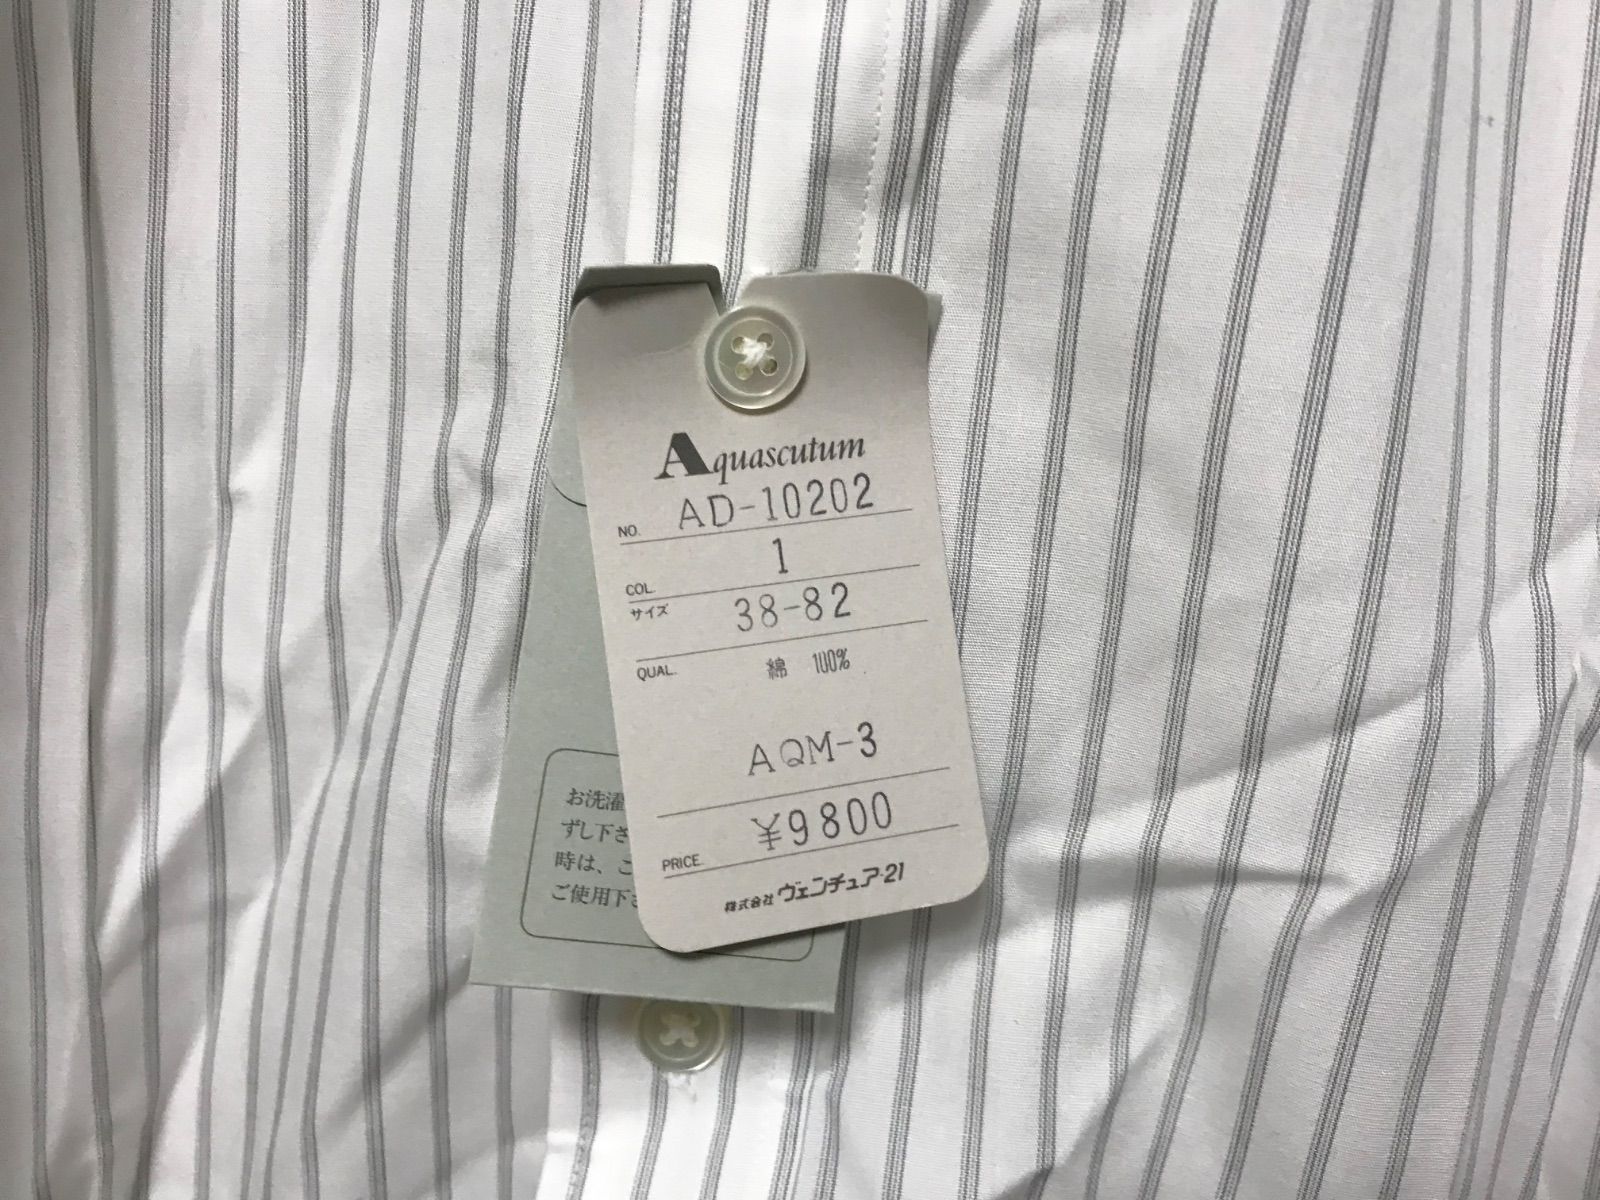 Aquascutum
NO. AD-10202
COL. 1
サイズ 38-82
QUAL. 綿 100%
AQM-3
PRICE ¥9800
株式会社 ヴェンチュア・21
お洗濯
ずし下さ
時は、こ
ご使用下さ